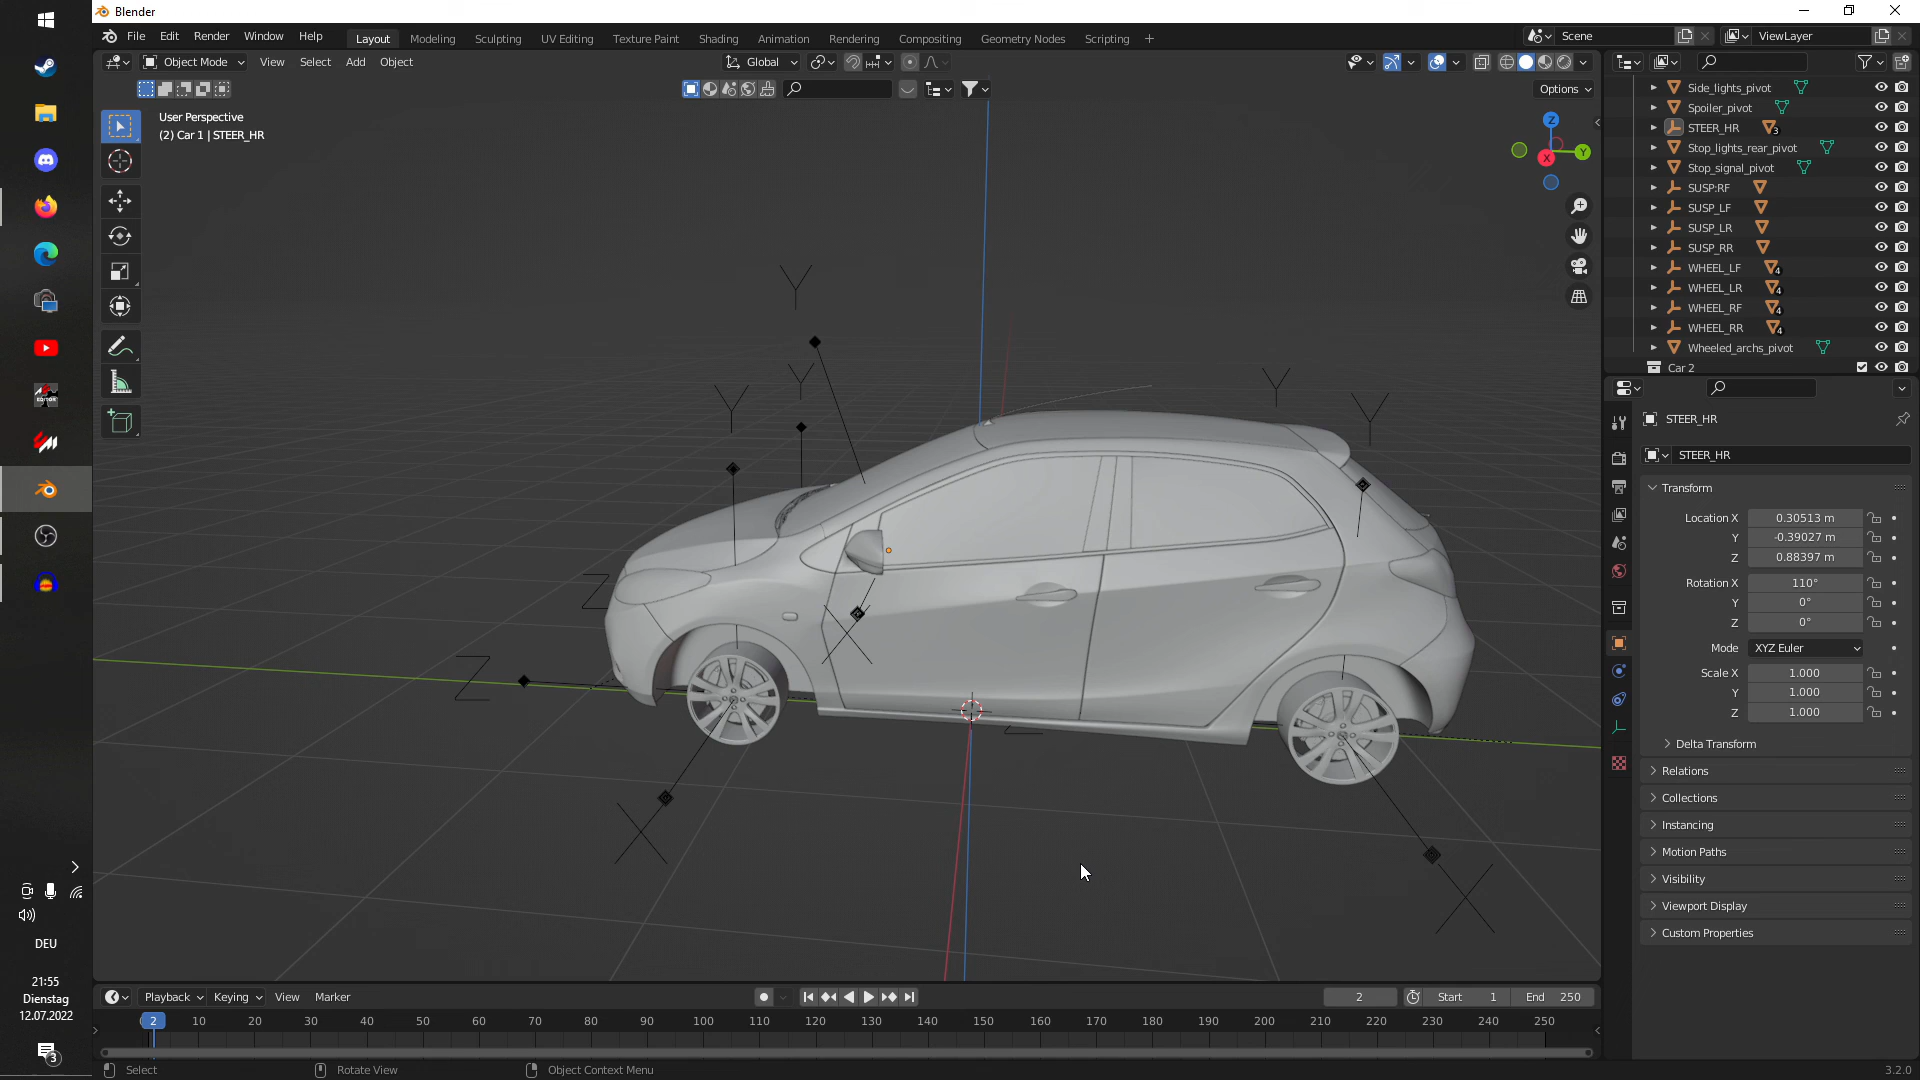 Blender
File Edit Render Window Help
Layout Modeling Sculpting UV Editing Texture Paint Shading Animation Rendering Compositing Geometry Nodes Scripting
Scene
ViewLayer
Object Mode View Select Add Object
Global
Options
User Perspective
(2) Car 1 | STEER_HR
Z
Y
X
Y
Y
Y
Y
Y
Z
Z
X
X
X
Side_lights_pivot
Spoiler_pivot
STEER_HR 3
Stop_lights_rear_pivot
Stop_signal_pivot
SUSP:RF
SUSP_LF
SUSP_LR
SUSP_RR
WHEEL_LF 4
WHEEL_LR 4
WHEEL_RF 4
WHEEL_RR 4
Wheeled_archs_pivot
Car 2
STEER_HR
STEER_HR
Transform
Location X 0.30513 m
Y -0.39027 m
Z 0.88397 m
Rotation X 110°
Y 0°
Z 0°
Mode XYZ Euler
Scale X 1.000
Y 1.000
Z 1.000
Delta Transform
Relations
Collections
Instancing
Motion Paths
Visibility
Viewport Display
Custom Properties
Playback Keying View Marker
2 Start 1 End 250
2 10 20 30 40 50 60 70 80 90 100 110 120 130 140 150 160 170 180 190 200 210 220 230 240 250
Select Rotate View Object Context Menu
3.2.0
EDITOR
DEU
21:55
Dienstag
12.07.2022
3